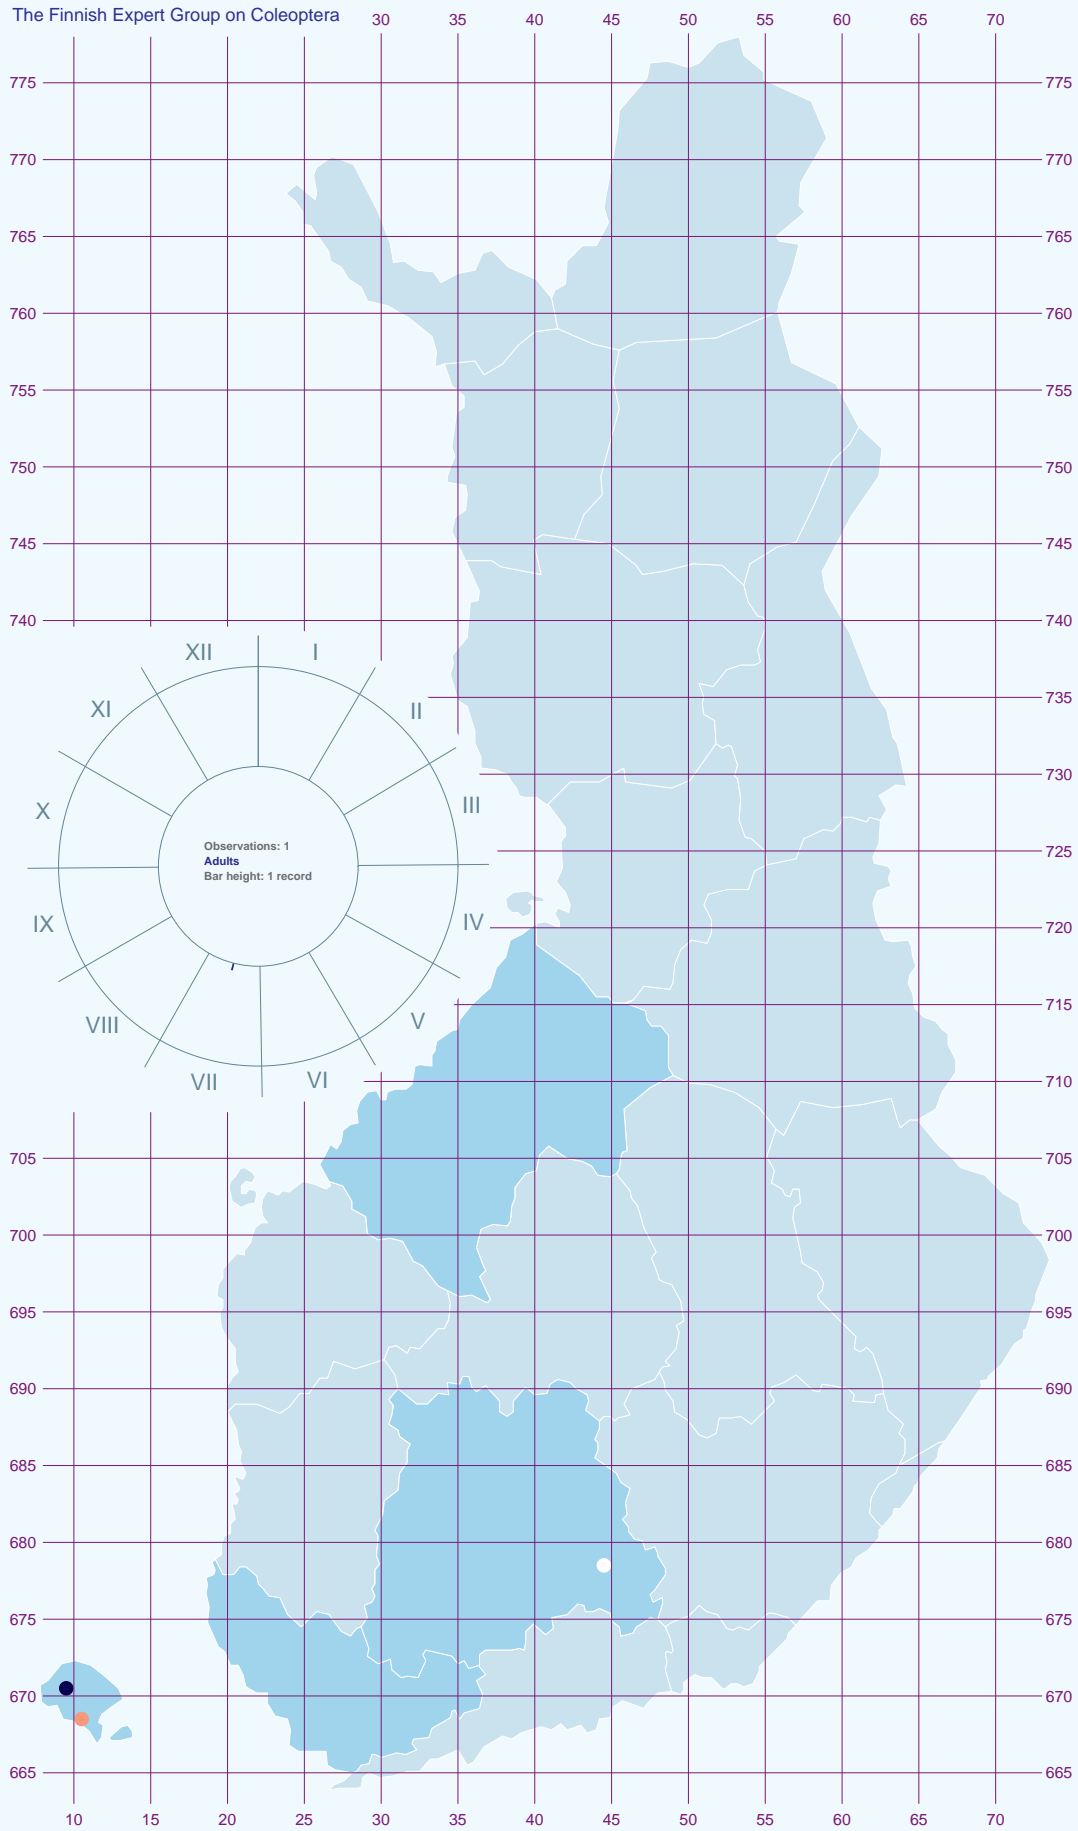 The Finnish Expert Group on Coleoptera
30 40 45 50 55 60 65 70
775 775
770 770
765 765
760 760
755 755
750 750
745 745
740 740
XII I
XI II
735
730
X III
Observations: 1
Adults
Bar height: 1 record
725
IX IV
720
715
VIII V
VII VI
710
705 705
700 700
695 695
690 690
685 685
680 680
675 675
670 670
665 665
10 15 20 25 30 35 40 45 50 55 60 65 70